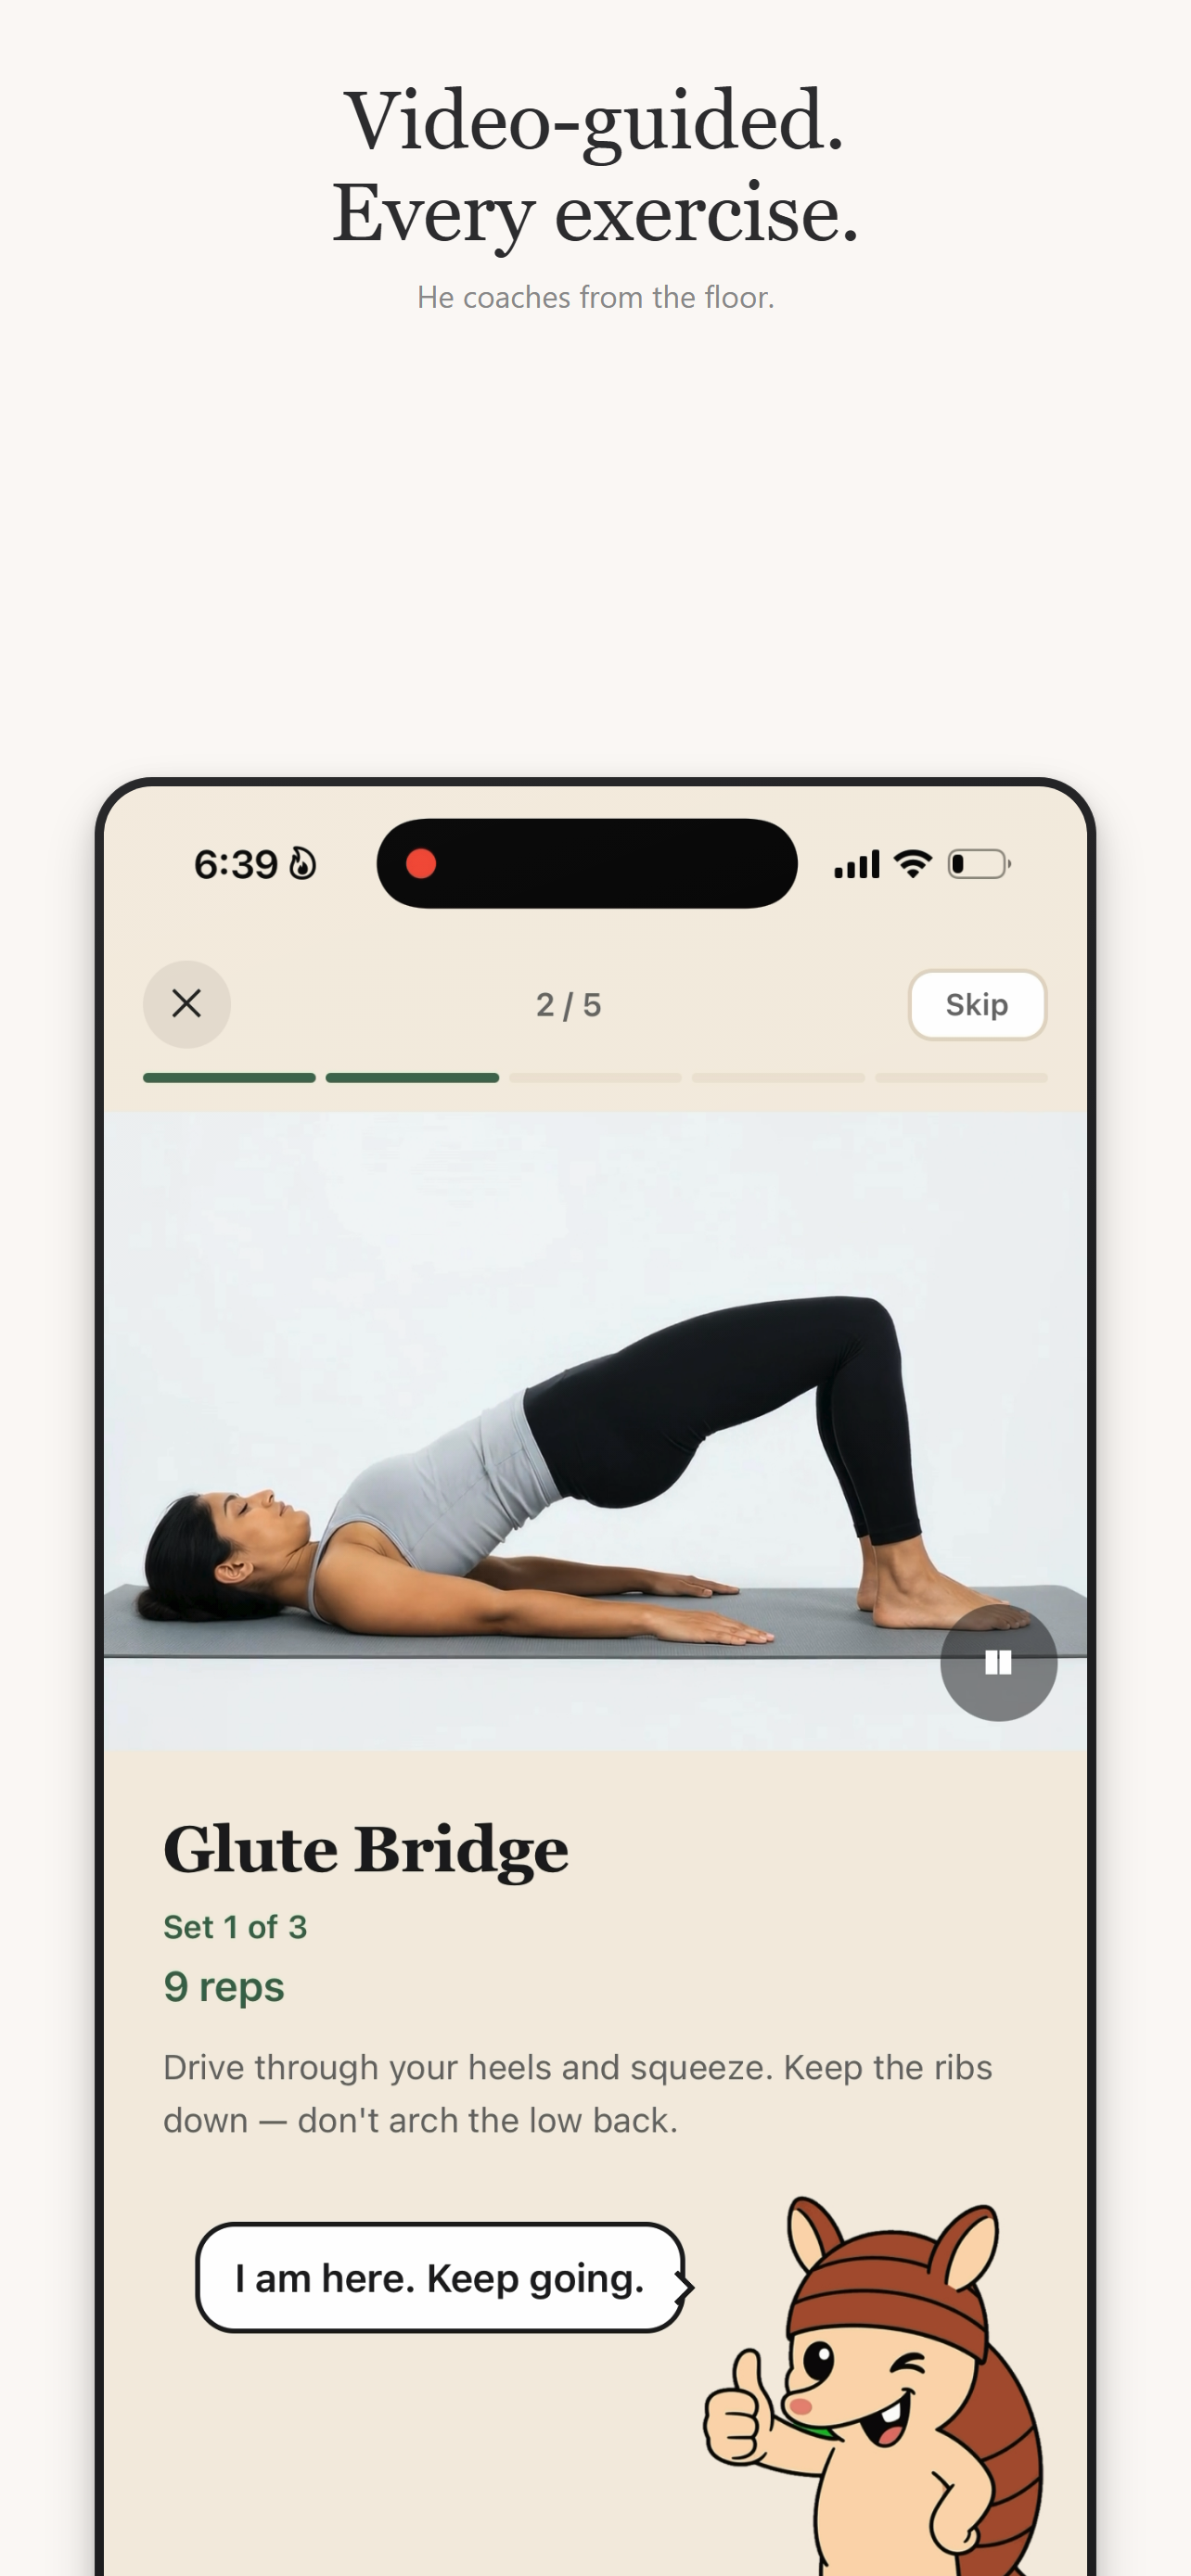 Video-guided.
Every exercise.
He coaches from the floor.
6:39
2 / 5
Skip
Glute Bridge
Set 1 of 3
9 reps
Drive through your heels and squeeze. Keep the ribs
down — don't arch the low back.
I am here. Keep going.